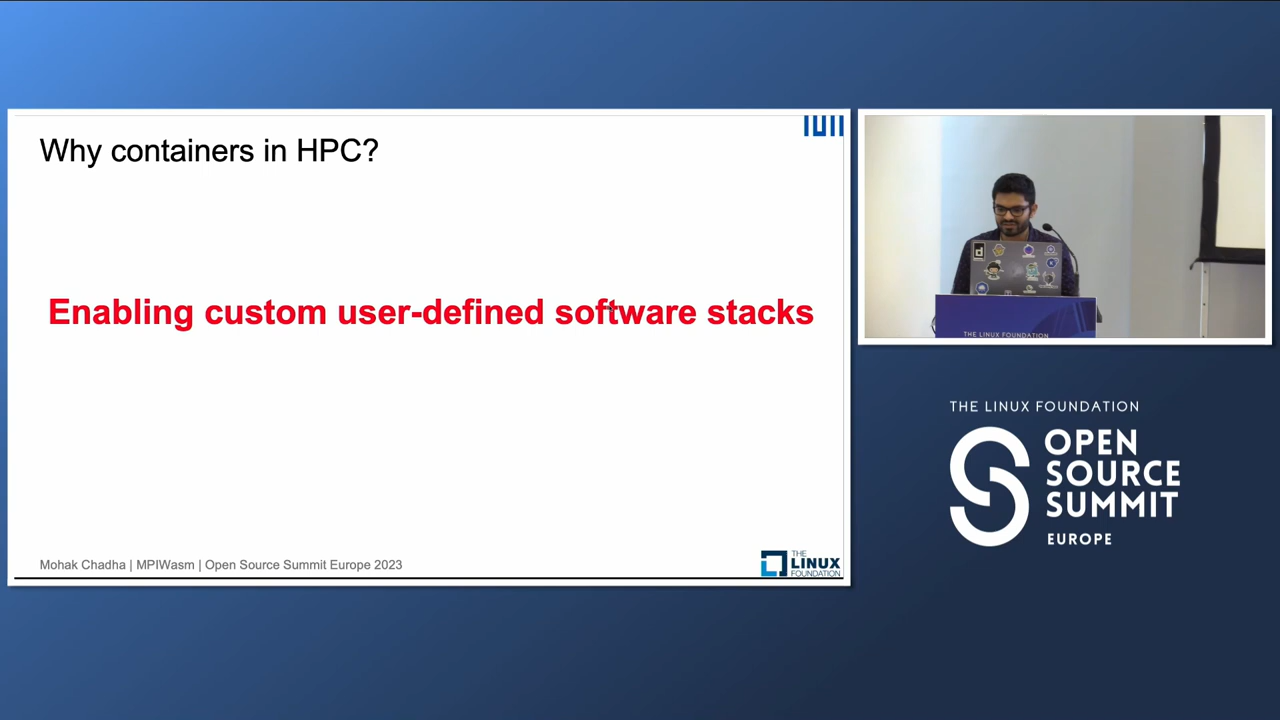 Why containers in HPC?
Enabling custom user-defined software stacks
Mohak Chadha | MPIWasm | Open Source Summit Europe 2023
THE
LINUX
FOUNDATION
THE LINUX FOUNDATION
THE LINUX FOUNDATION
OPEN
SOURCE
SUMMIT
EUROPE